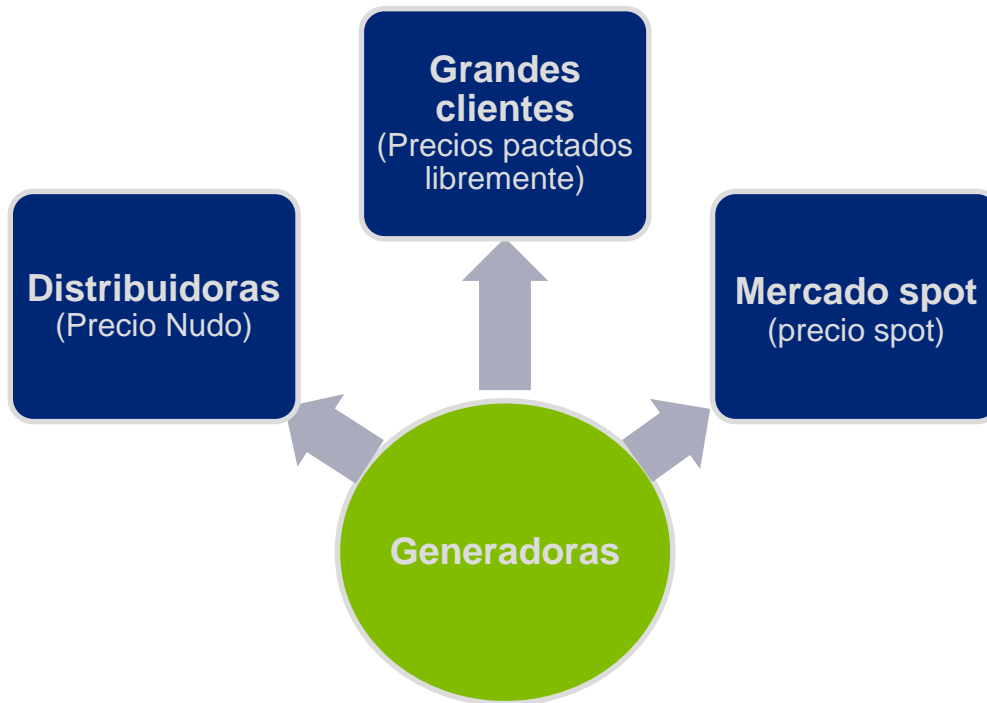 Grandes
clientes
(Precios pactados
libremente)
Distribuidoras
(Precio Nudo)
Mercado spot
(precio spot)
Generadoras